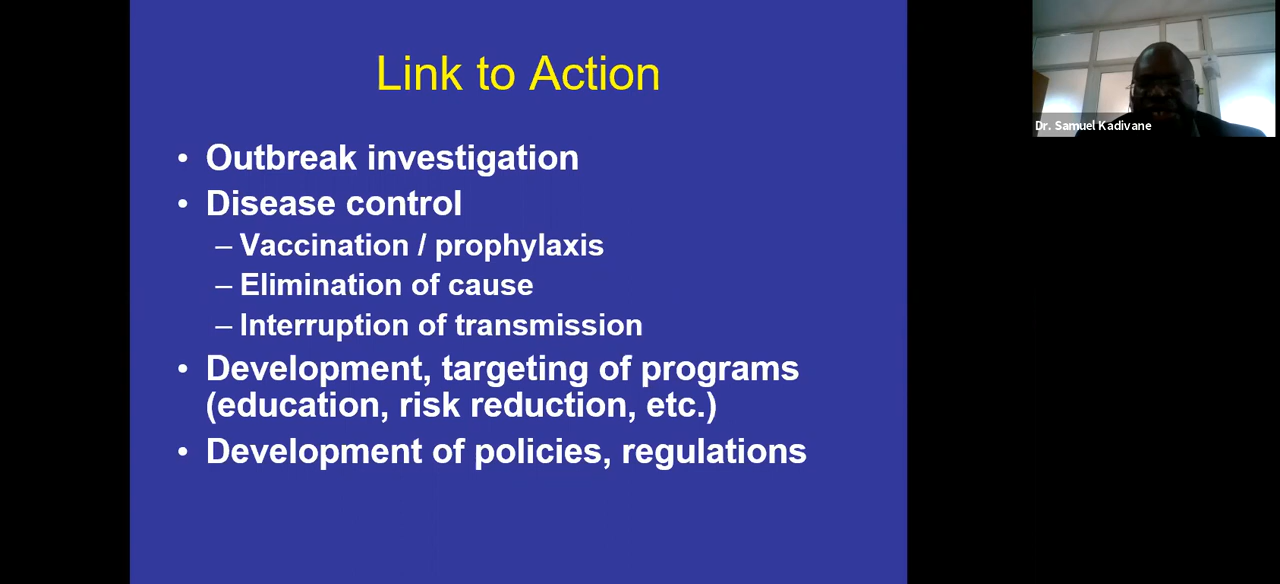 Link to Action
• Outbreak investigation
• Disease control
– Vaccination / prophylaxis
– Elimination of cause
– Interruption of transmission
• Development, targeting of programs
(education, risk reduction, etc.)
• Development of policies, regulations
Dr. Samuel Kadivane